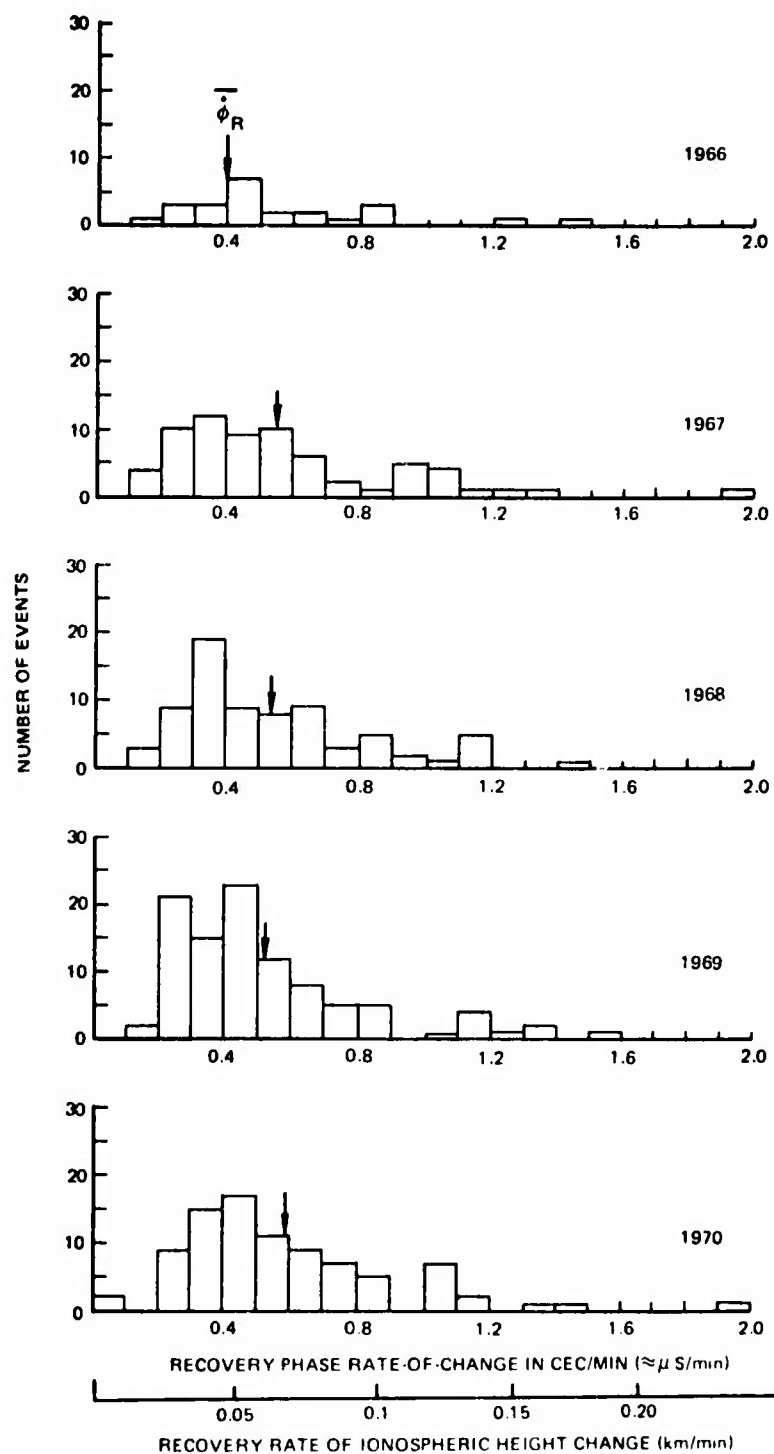 30
20
φ̇R
10
1966
0
0.4 0.8 1.2 1.6 2.0
30
20
1967
10
0
0.4 0.8 1.2 1.6 2.0
NUMBER OF EVENTS
30
20
1968
10
0
0.4 0.8 1.2 1.6 2.0
30
20
1969
10
0
0.4 0.8 1.2 1.6 2.0
30
20
1970
10
0
0.4 0.8 1.2 1.6 2.0
RECOVERY PHASE RATE-OF-CHANGE IN CEC/MIN (≈μ S/min)
0.05 0.1 0.15 0.20
RECOVERY RATE OF IONOSPHERIC HEIGHT CHANGE (km/min)